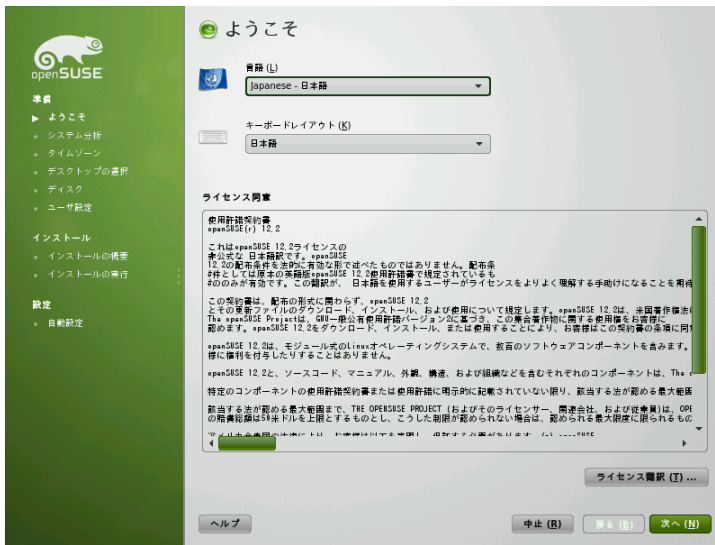 openSUSE
準備
ようこそ
システム分析
タイムゾーン
デスクトップの選択
ディスク
ユーザ設定
インストール
インストールの概要
インストールの実行
設定
自動設定
ようこそ
言語 (L)
Japanese - 日本語
キーボードレイアウト (K)
日本語
ライセンス同意
使用許諾契約書
openSUSE(r) 12.2
これはopenSUSE 12.2ライセンスの
非公式な 日本語訳です。openSUSE
12.2の配布条件を法的に有効な形で述べたものではありません。配布条
#件としては原本の英語版openSUSE 12.2使用許諾書で規定されているも
#ののみが有効です。この翻訳が、 日本語を使用するユーザーがライセンスをよりよく理解する手助けになることを期待
この契約書は、配布の形式に関わらず、openSUSE 12.2
とその更新ファイルのダウンロード、インストール、および使用について規定します。openSUSE 12.2は、米国著作権法
The openSUSE Projectは、GNU一般公有使用許諾バージョン2に基づき、この集合著作物に関する使用権をお客様に
認めます。openSUSE 12.2をダウンロード、インストール、または使用することにより、お客様はこの契約書の条項に同
openSUSE 12.2は、モジュール式のLinuxオペレーティングシステムで、数百のソフトウェアコンポーネントを含みます。
様に権利を付与したりすることはありません。
openSUSE 12.2と、ソースコード、マニュアル、外観、構造、および組織などを含むそれぞれのコンポーネントは、The
特定のコンポーネントの使用許諾契約書または使用許諾に明示的に記載されていない限り、該当する法が認める最大範囲
該当する法が認める最大範囲まで、THE OPENSUSE PROJECT (およびそのライセンサー、関連会社、および従業員)は、OPE
の賠償総額は50米ドルを上限とするものとし、こうした制限が認められない場合は、認められる最大限度に限られるもの
ライセンス翻訳 (T) ...
ヘルプ
中止 (R)
戻る (B)
次へ (N)